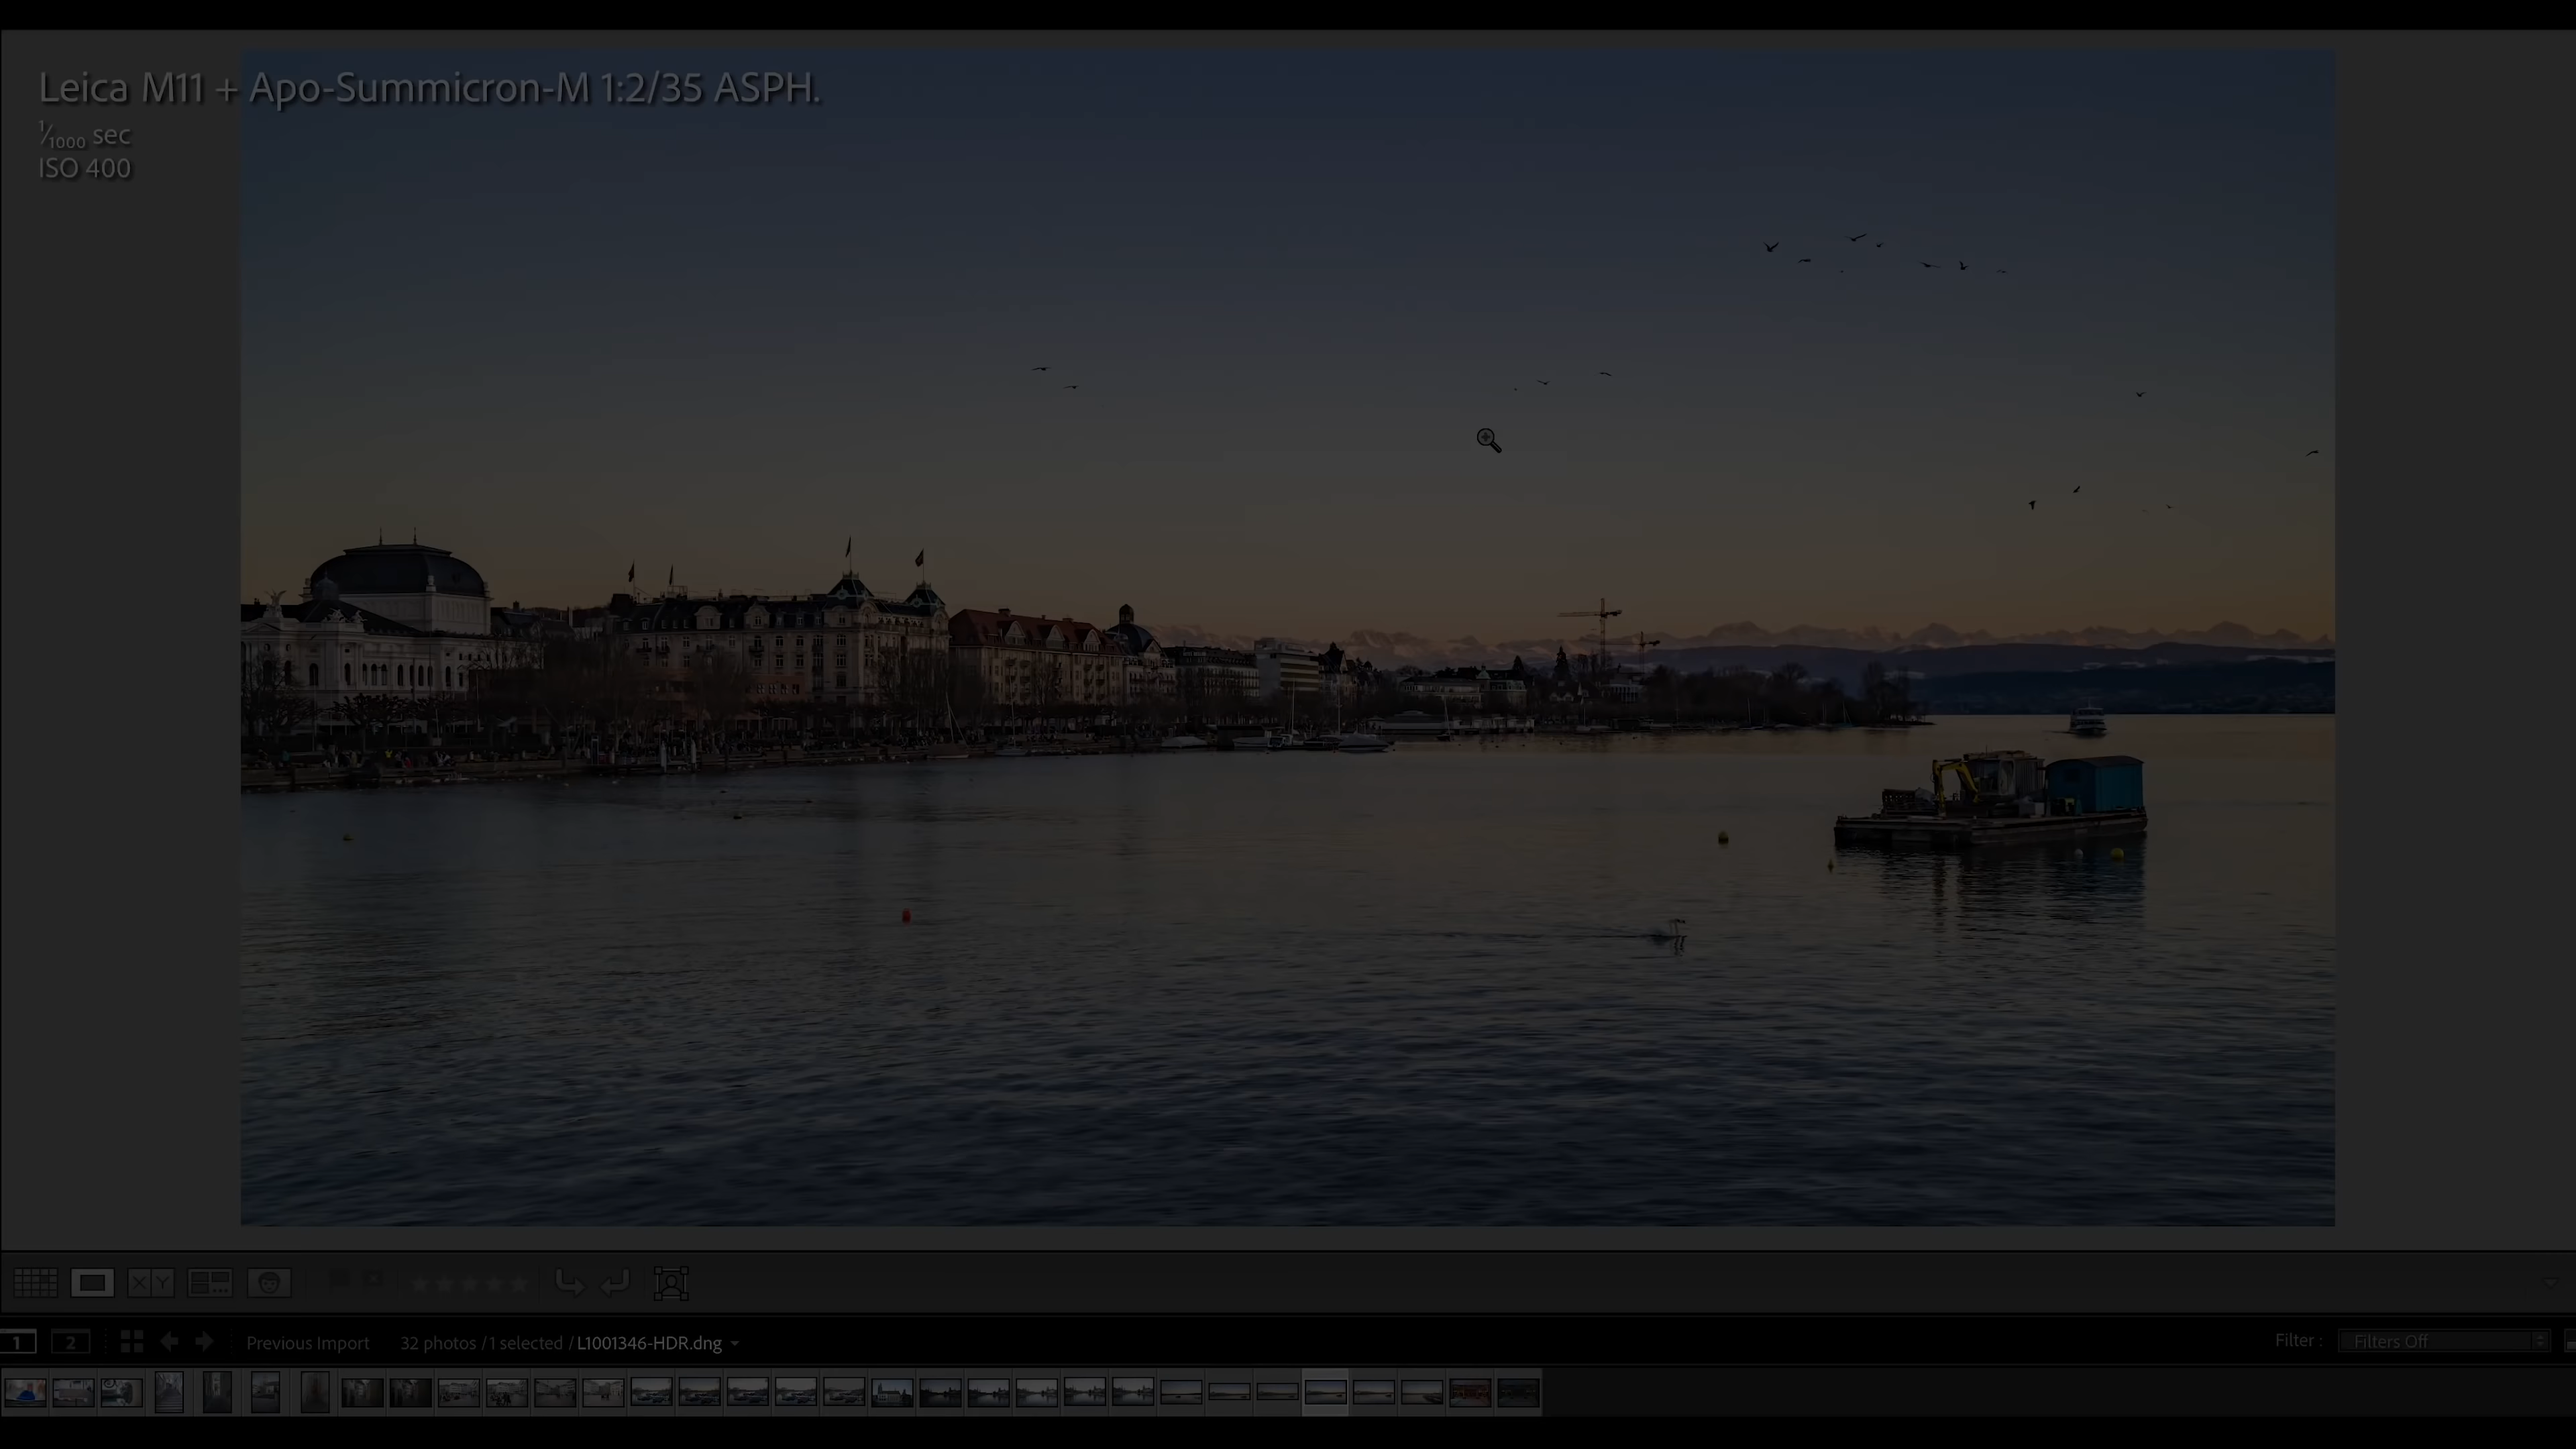 Leica M11 + Apo-Summicron-M 1:2/35 ASPH.
1/1000 sec
ISO 400
X Y
1 2 Previous Import 32 photos / 1 selected / L1001346-HDR.dng Filter : Filters Off